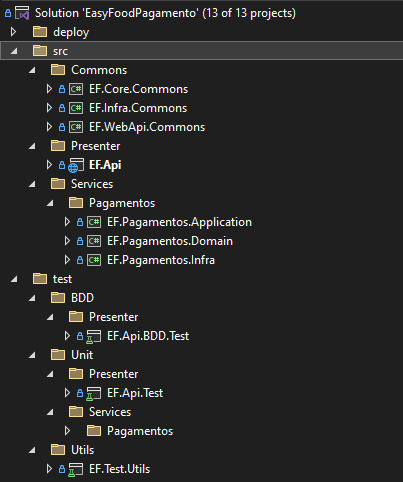 Solution 'EasyFoodPagamento' (13 of 13 projects)
deploy
src
Commons
C# EF.Core.Commons
C# EF.Infra.Commons
C# EF.WebApi.Commons
Presenter
EF.Api
Services
Pagamentos
C# EF.Pagamentos.Application
C# EF.Pagamentos.Domain
C# EF.Pagamentos.Infra
test
BDD
Presenter
EF.Api.BDD.Test
Unit
Presenter
EF.Api.Test
Services
Pagamentos
Utils
EF.Test.Utils